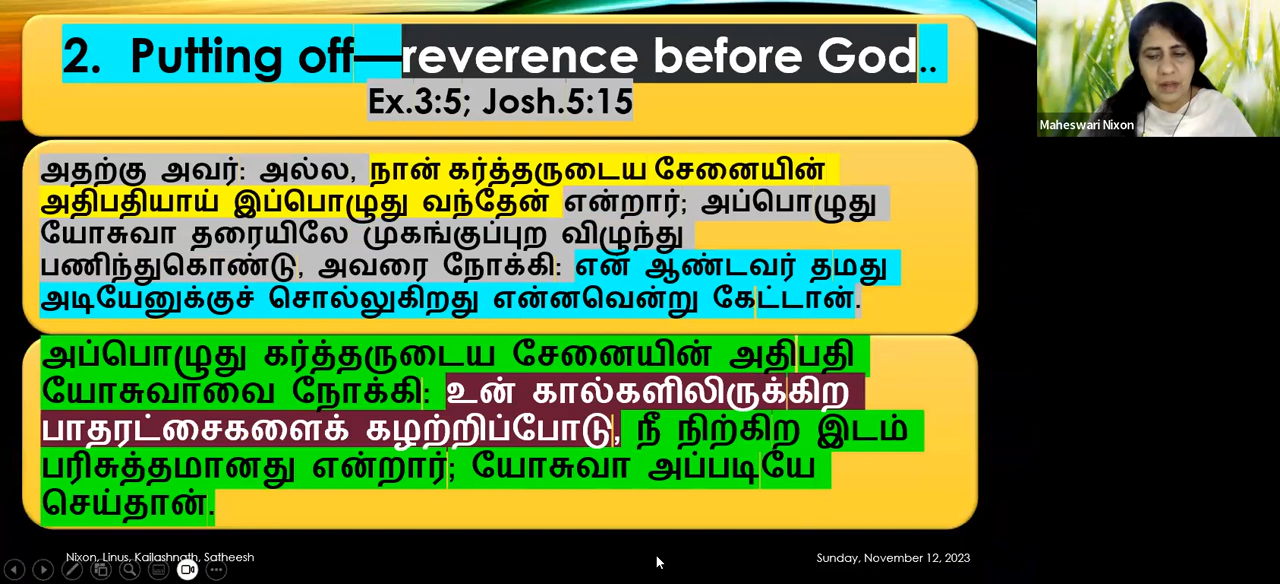 2. Putting off—reverence before God..
Ex.3:5; Josh.5:15
Maheswari Nixon
அதற்கு அவர்: அல்ல, நான் கர்த்தருடைய சேனையின்
அதிபதியாய் இப்பொழுது வந்தேன் என்றார்; அப்பொழுது
யோசுவா தரையிலே முகங்குப்புற விழுந்து
பணிந்துகொண்டு, அவரை நோக்கி: என் ஆண்டவர் தமது
அடியேனுக்குச் சொல்லுகிறது என்னவென்று கேட்டான்.
அப்பொழுது கர்த்தருடைய சேனையின் அதிபதி
யோசுவாவை நோக்கி: உன் கால்களிலிருக்கிற
பாதரட்சைகளைக் கழற்றிப்போடு, நீ நிற்கிற இடம்
பரிசுத்தமானது என்றார்; யோசுவா அப்படியே
செய்தான்.
Nixon, Linus, Kailashnath, Satheesh
Sunday, November 12, 2023